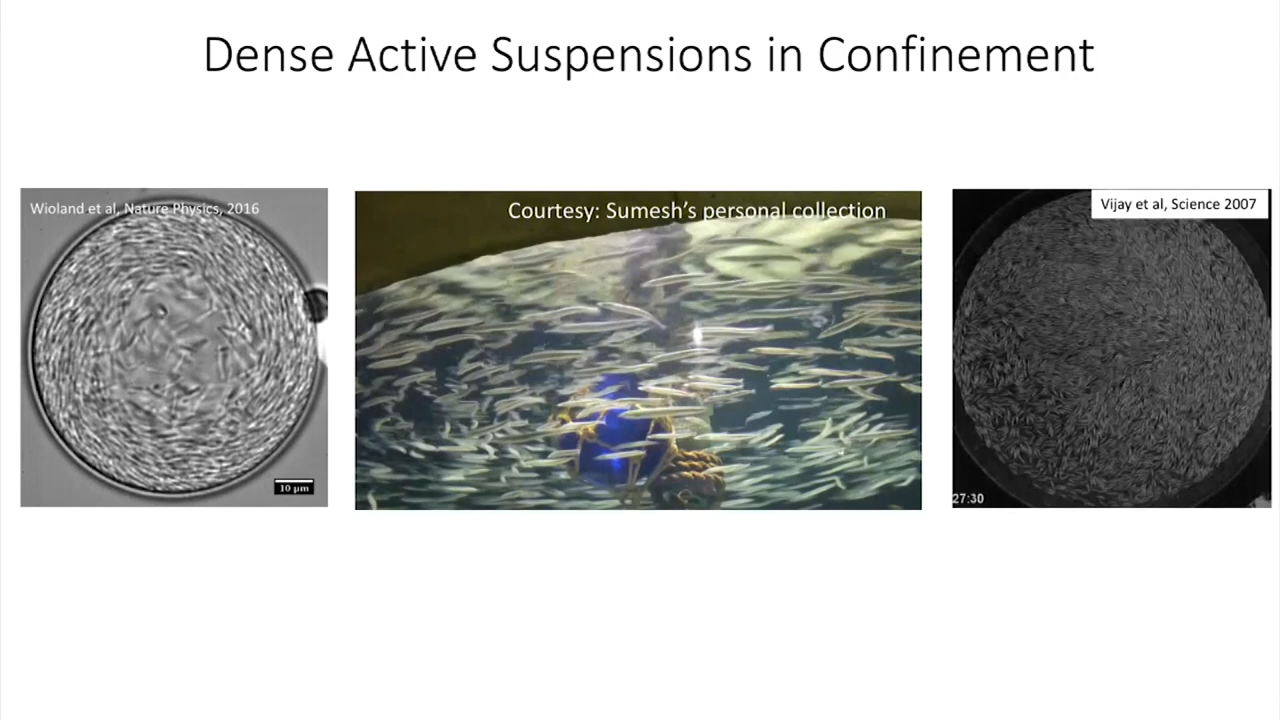 Dense Active Suspensions in Confinement
Wioland et al, Nature Physics, 2016
Courtesy: Sumesh's personal collection
Vijay et al, Science 2007
10 μm
27:30